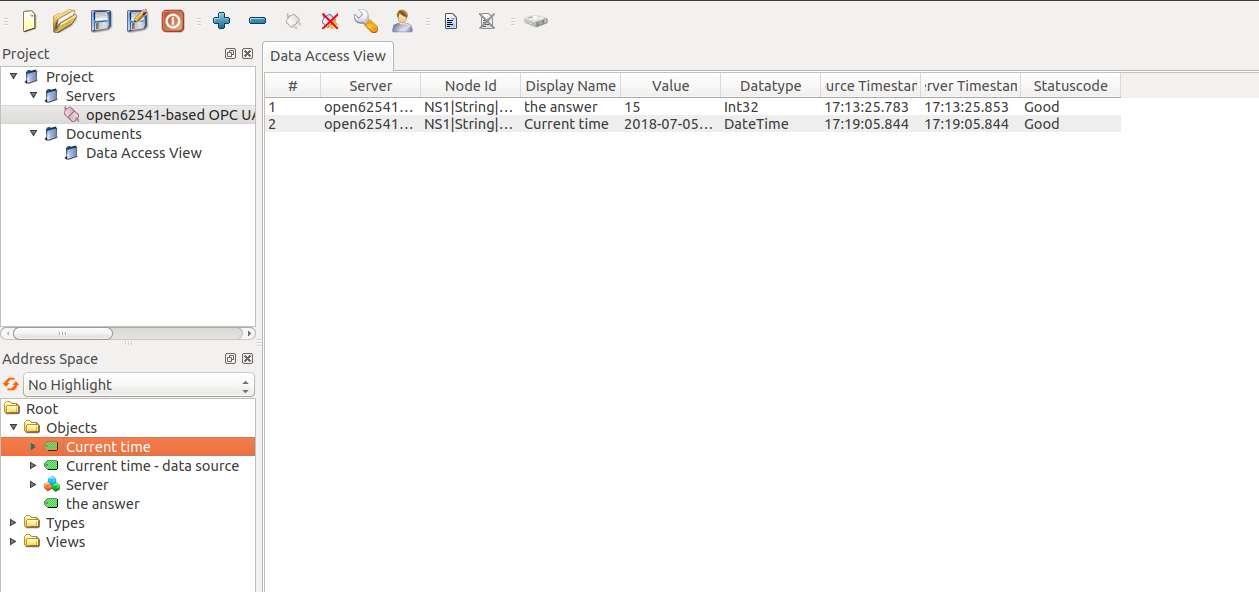 Project
Project
Servers
open62541-based OPC UA
Documents
Data Access View
Address Space
No Highlight
Root
Objects
Current time
Current time - data source
Server
the answer
Types
Views
Data Access View
# Server Node Id Display Name Value Datatype urce Timestan rver Timestan Statuscode
1 open62541... NS1|String|... the answer 15 Int32 17:13:25.783 17:13:25.853 Good
2 open62541... NS1|String|... Current time 2018-07-05... DateTime 17:19:05.844 17:19:05.844 Good